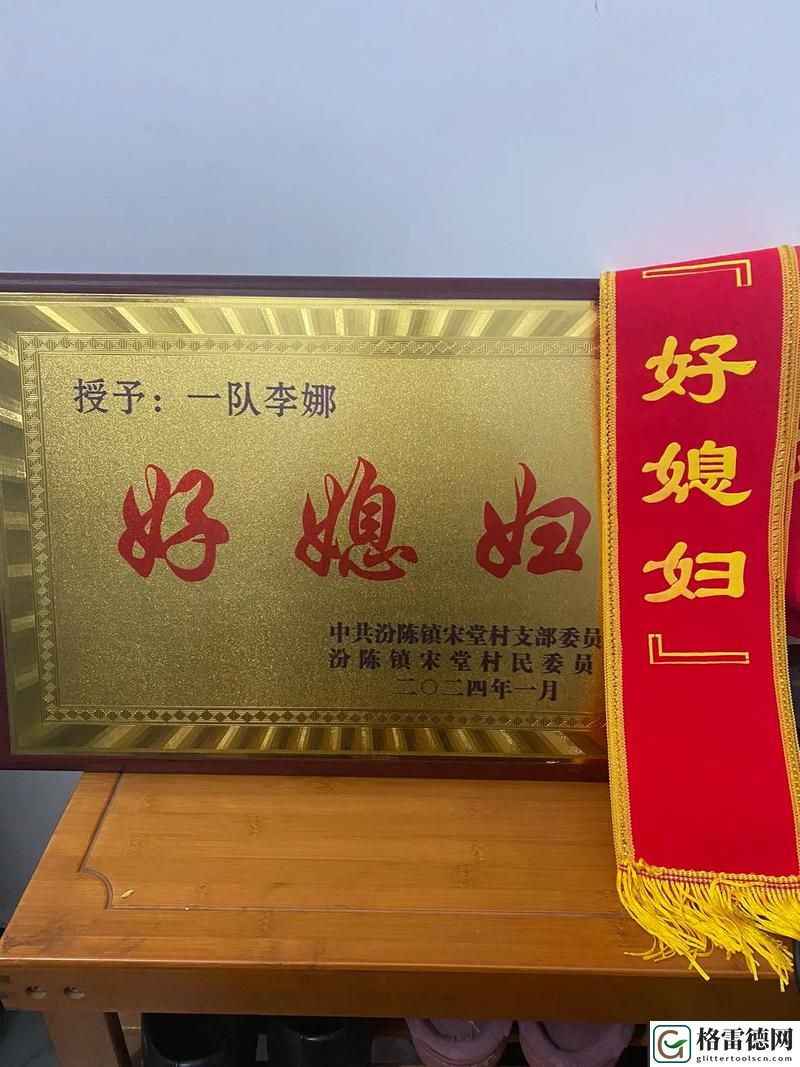 授予：一队李娜
好媳妇
中共汾陈镇宋堂村支部委员
汾陈镇宋堂村民委员
二〇二四年一月
『好媳妇』
格雷德网
glittertoolscn.com